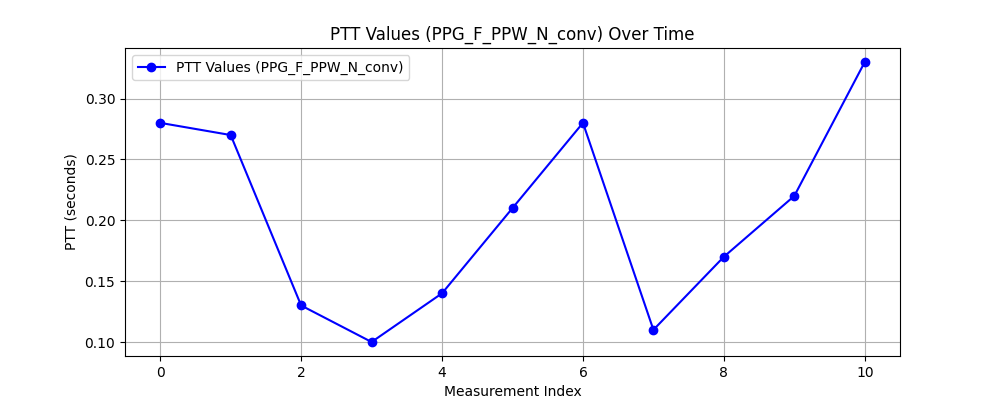 PTT Values (PPG_F_PPW_N_conv) Over Time
PTT Values (PPG_F_PPW_N_conv)
PTT (seconds)
0.30
0.25
0.20
0.15
0.10
0 2 4 6 8 10
Measurement Index